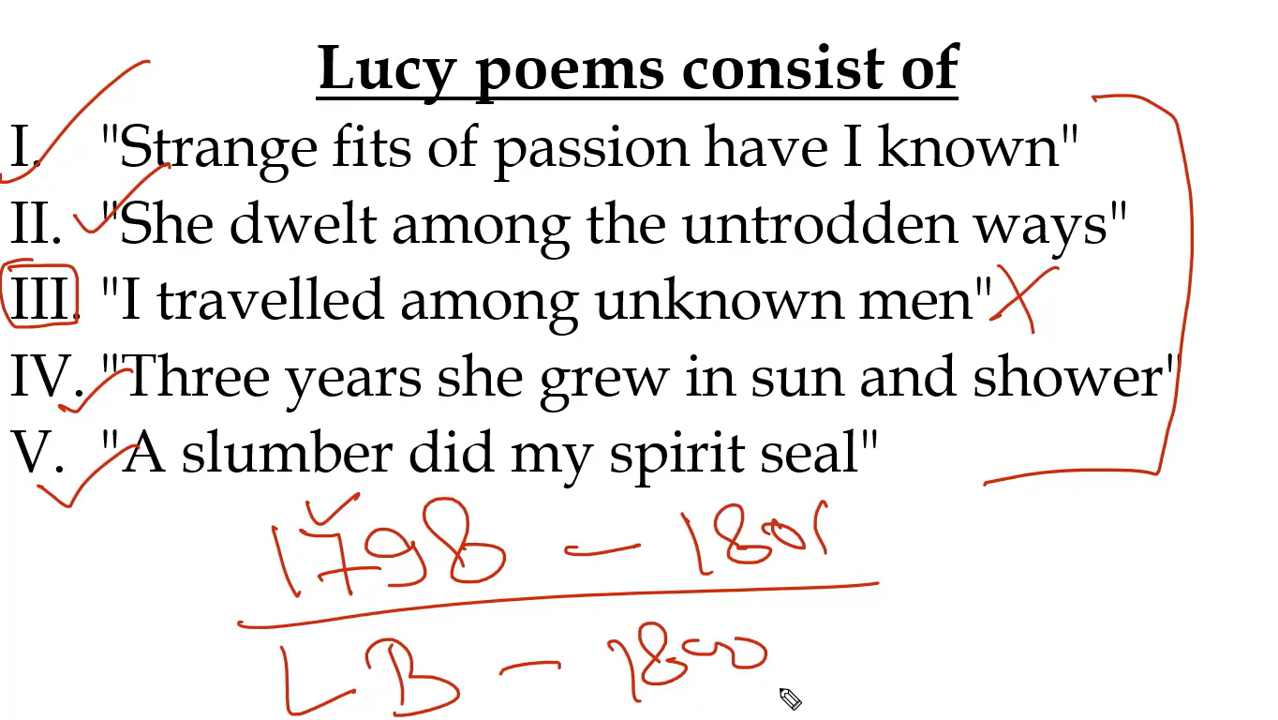 Lucy poems consist of
I. "Strange fits of passion have I known"
II. "She dwelt among the untrodden ways"
III. "I travelled among unknown men"
IV. "Three years she grew in sun and shower"
V. "A slumber did my spirit seal"
1798 – 1801
LB – 1800